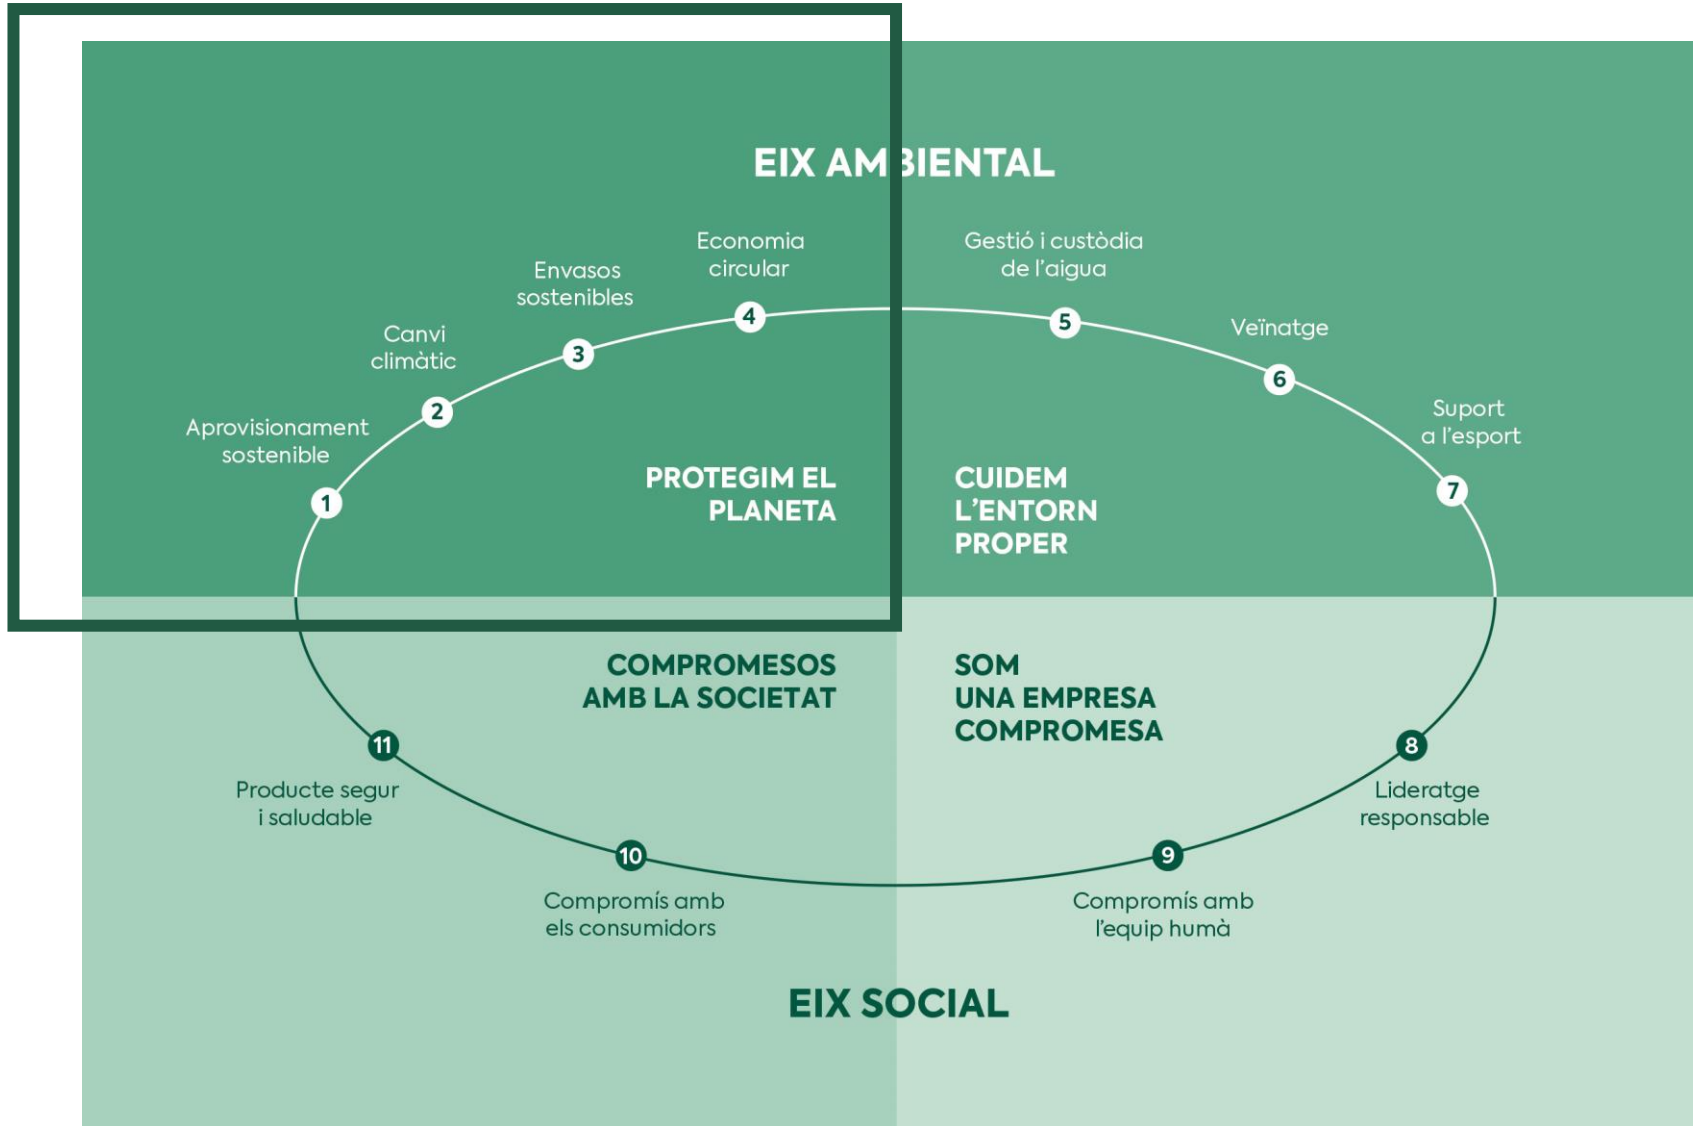 EIX AMBIENTAL
Economia
circular
Gestió i custòdia
de l'aigua
Envasos
sostenibles
Canvi
climàtic
Veïnatge
Aprovisionament
sostenible
Suport
a l'esport
4
5
3
6
2
7
1
PROTEGIM EL
PLANETA
CUIDEM
L'ENTORN
PROPER
COMPROMESOS
AMB LA SOCIETAT
SOM
UNA EMPRESA
COMPROMESA
11
Producte segur
i saludable
8
Lideratge
responsable
10
Compromís amb
els consumidors
9
Compromís amb
l'equip humà
EIX SOCIAL